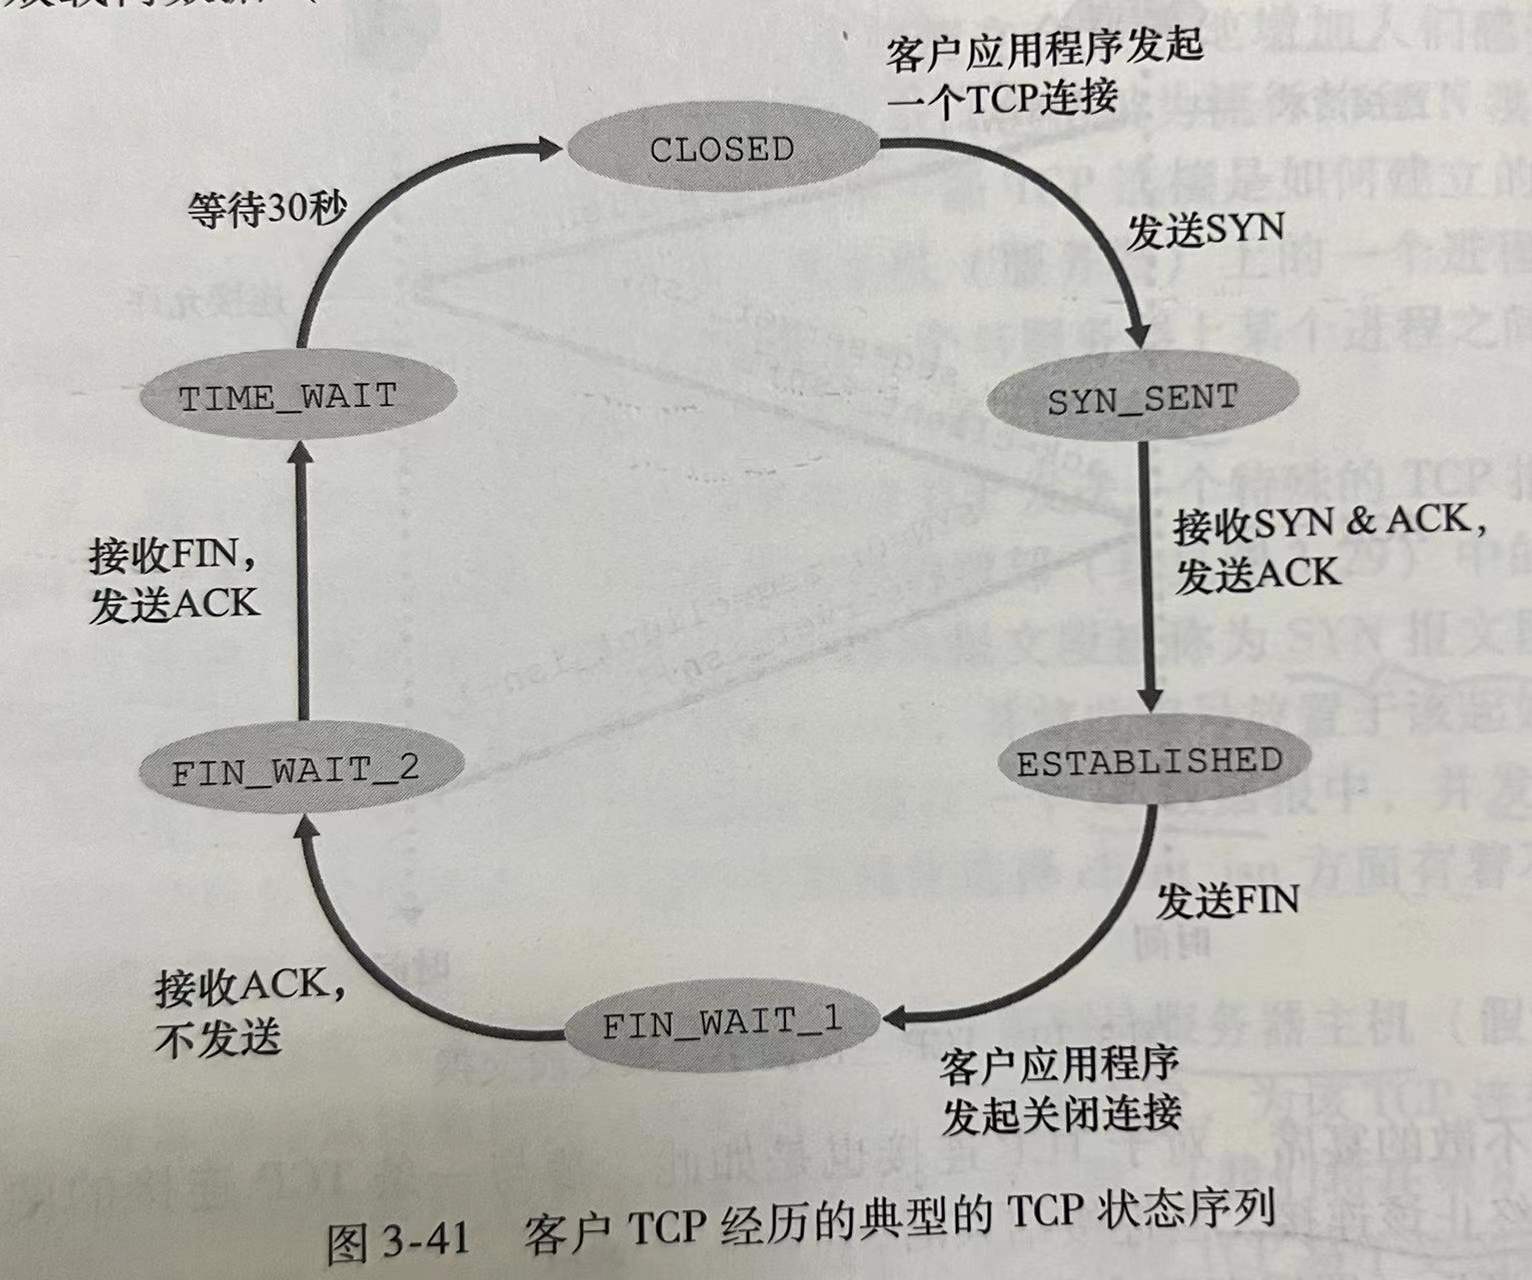 客户应用程序发起
一个TCP连接
CLOSED
等待30秒
发送SYN
TIME_WAIT
SYN_SENT
接收FIN,
发送ACK
接收SYN & ACK,
发送ACK
FIN_WAIT_2
ESTABLISHED
发送FIN
接收ACK,
不发送
FIN_WAIT_1
客户应用程序
发起关闭连接
图 3-41 客户 TCP 经历的典型的 TCP 状态序列